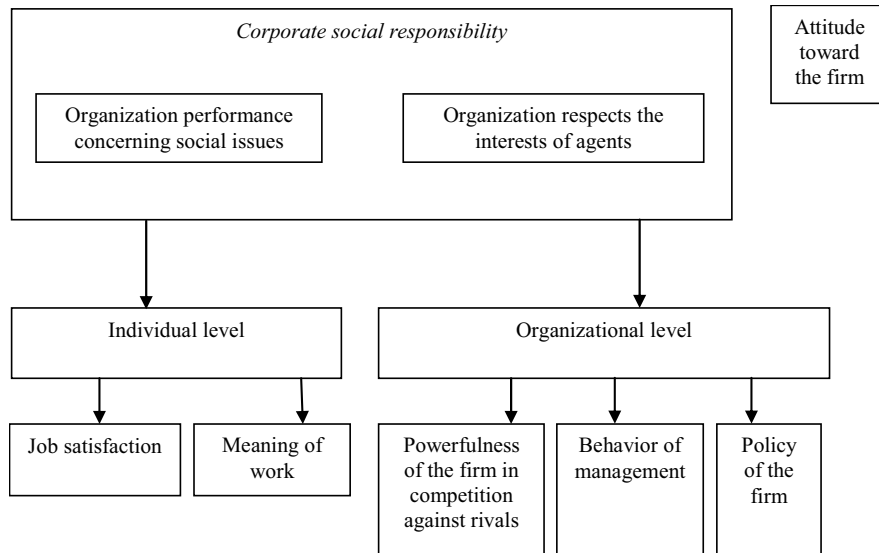 Corporate social responsibility
Attitude
toward
the firm
Organization performance
concerning social issues
Organization respects the
interests of agents
Individual level
Organizational level
Job satisfaction
Meaning of
work
Powerfulness
of the firm in
competition
against rivals
Behavior of
management
Policy
of the
firm